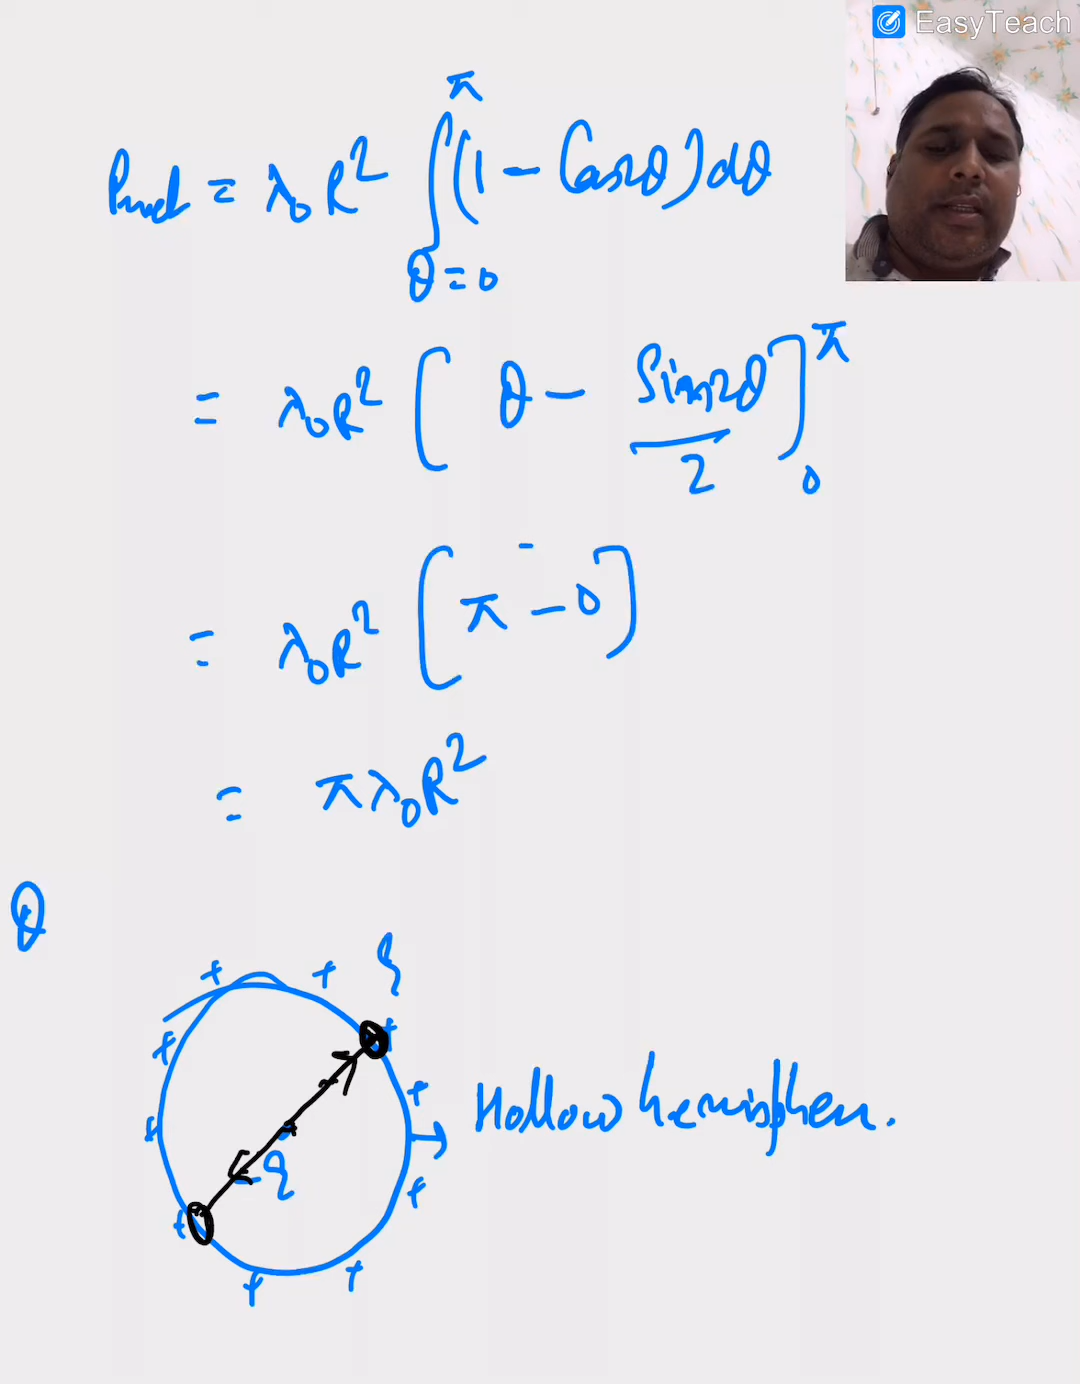 EasyTeach
Pnet = λ₀R² ∫_{θ=0}^{π} (1 - Cos2θ) dθ
= λ₀R² [θ - Sin2θ/2]₀^π
= λ₀R² [π - 0]
= πλ₀R²
Q
+ + q
+ +
+ Hollow hemisphere.
+
-q +
+
+ +